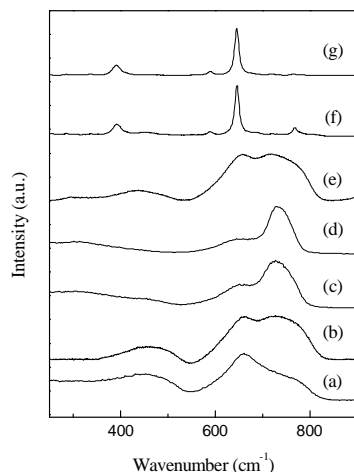 (g)
(f)
(e)
(d)
(c)
(b)
(a)
Intensity (a.u.)
400 600 800
Wavenumber (cm⁻¹)